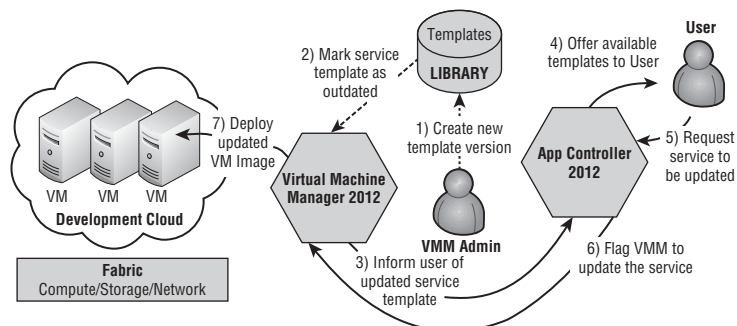 Templates
LIBRARY
2) Mark service
template as
outdated
1) Create new
template version
4) Offer available
templates to User
User
7) Deploy
updated
VM Image
VM
VM
VM
Development Cloud
Virtual Machine
Manager 2012
VMM Admin
App Controller
2012
5) Request
service to
be updated
3) Inform user of
updated service
template
6) Flag VMM to
update the service
Fabric
Compute/Storage/Network